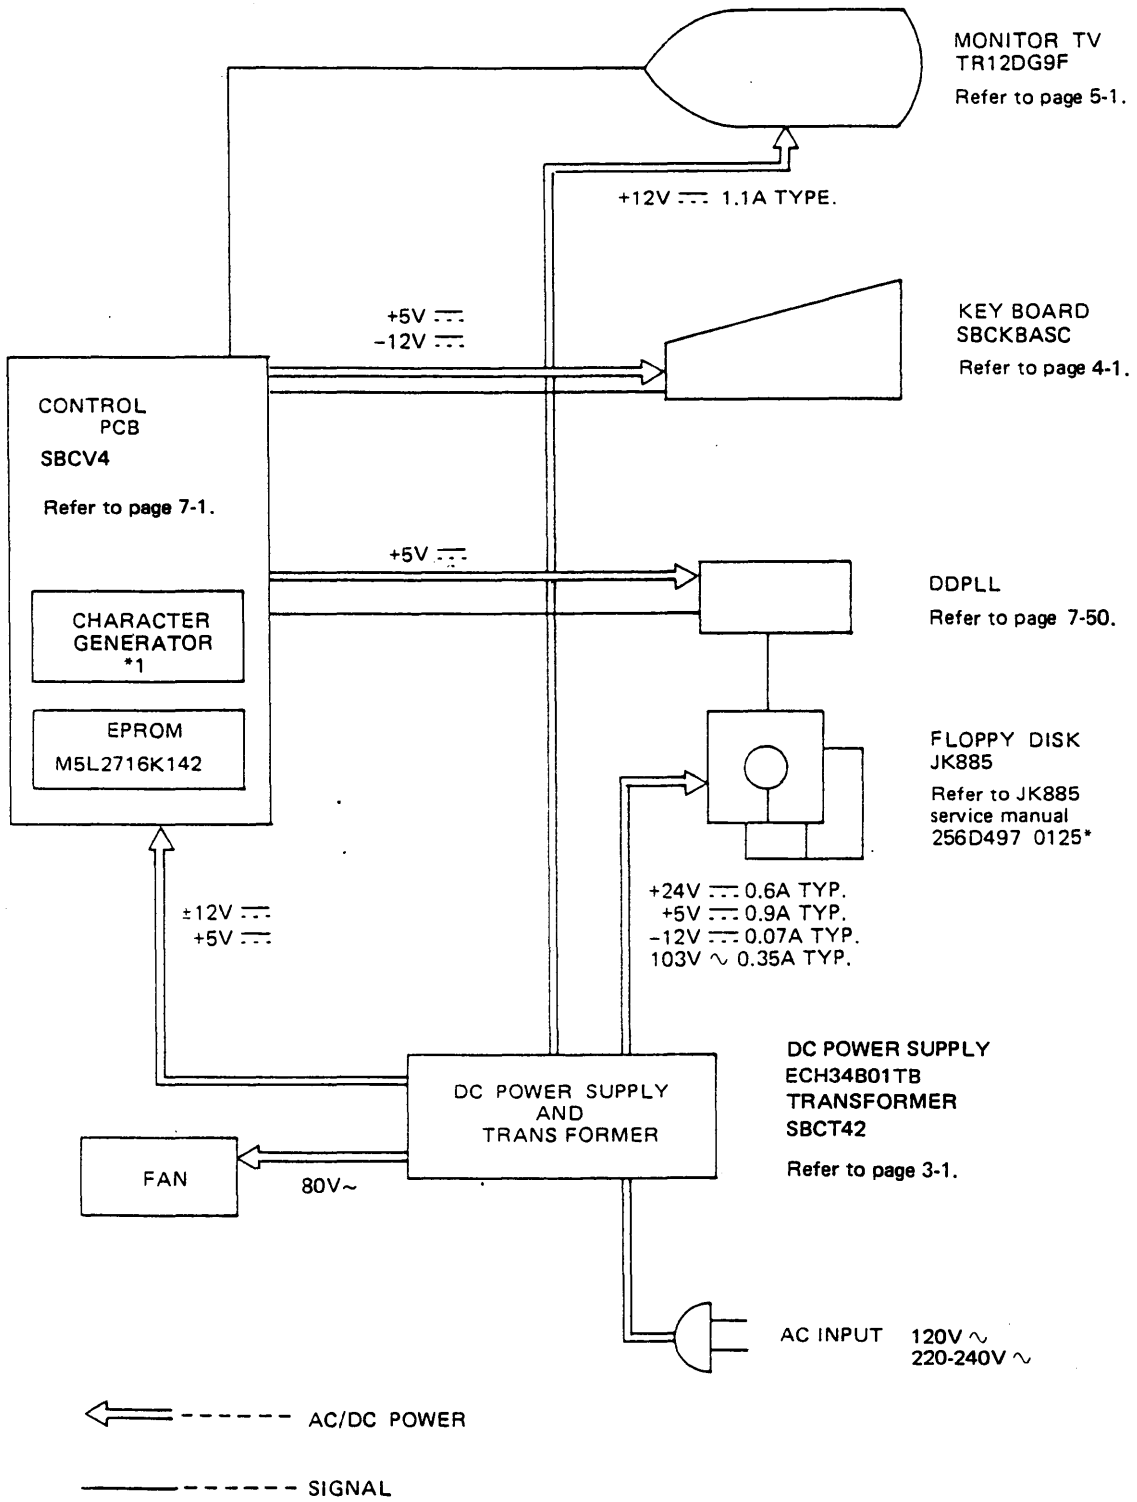 MONITOR TV
TR12DG9F
Refer to page 5-1.
+12V ⎓ 1.1A TYPE.
+5V ⎓
-12V ⎓
KEY BOARD
SBCKBASC
Refer to page 4-1.
CONTROL
PCB
SBCV4
Refer to page 7-1.
+5V ⎓
DDPLL
Refer to page 7-50.
CHARACTER
GENERATOR
*1
EPROM
M5L2716K142
FLOPPY DISK
JK885
Refer to JK885
service manual
256D497 0125*
±12V ⎓
+5V ⎓
+24V ⎓ 0.6A TYP.
+5V ⎓ 0.9A TYP.
-12V ⎓ 0.07A TYP.
103V ∿ 0.35A TYP.
DC POWER SUPPLY
AND
TRANSFORMER
DC POWER SUPPLY
ECH34B01TB
TRANSFORMER
SBCT42
Refer to page 3-1.
FAN
80V~
AC INPUT 120V ∿
220-240V ∿
AC/DC POWER
SIGNAL